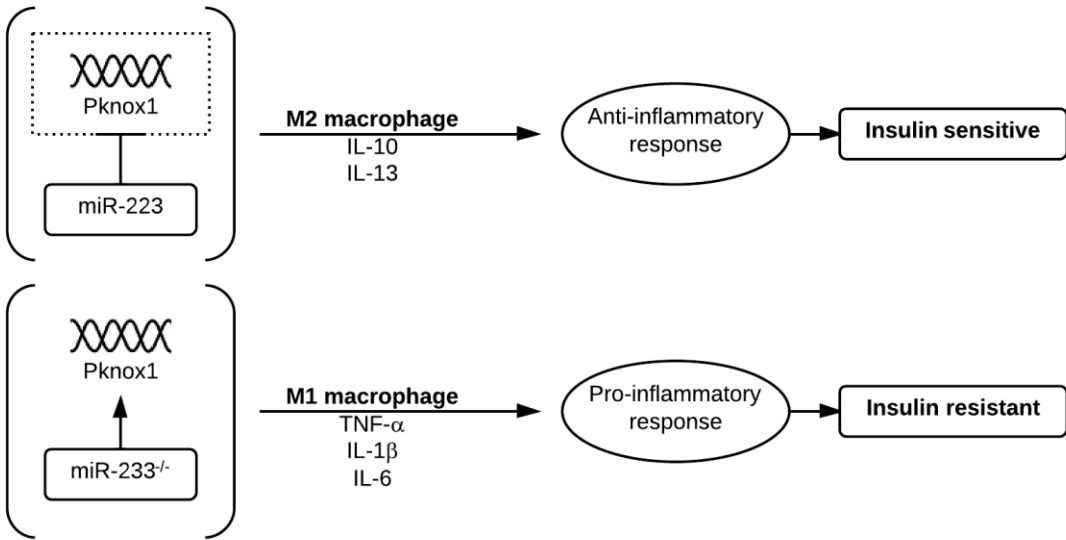 Pknox1
miR-223
M2 macrophage
IL-10
IL-13
Anti-inflammatory
response
Insulin sensitive
Pknox1
miR-233-/-
M1 macrophage
TNF-α
IL-1β
IL-6
Pro-inflammatory
response
Insulin resistant